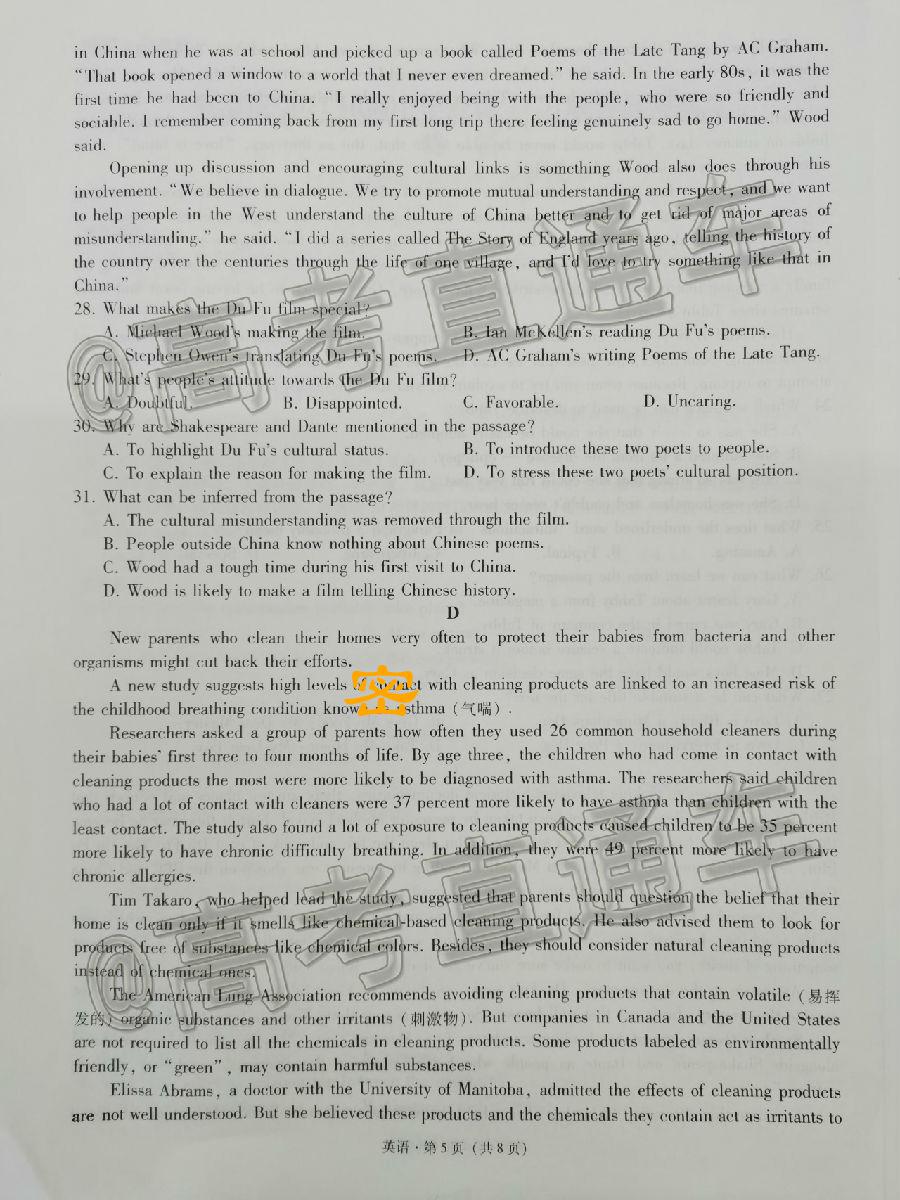 in China when he was at school and picked up a book called Poems of the Late Tang by AC Graham.
“That book opened a window to a world that I never even dreamed.” he said. In the early 80s, it was the
first time he had been to China. “I really enjoyed being with the people, who were so friendly and
sociable. I remember coming back from my first long trip there feeling genuinely sad to go home.” Wood
said.
Opening up discussion and encouraging cultural links is something Wood also does through his
involvement. “We believe in dialogue. We try to promote mutual understanding and respect, and we want
to help people in the West understand the culture of China better and to get rid of major areas of
misunderstanding.” he said. “I did a series called The Story of England years ago, telling the history of
the country over the centuries through the life of one village, and I'd love to try something like that in
China.”
28. What makes the Du Fu film special?
A. Michael Wood's making the film. B. Ian McKellen's reading Du Fu's poems.
C. Stephen Owen's translating Du Fu's poems. D. AC Graham's writing Poems of the Late Tang.
29. What's people's attitude towards the Du Fu film?
A. Doubtful. B. Disappointed. C. Favorable. D. Uncaring.
30. Why are Shakespeare and Dante mentioned in the passage?
A. To highlight Du Fu's cultural status. B. To introduce these two poets to people.
C. To explain the reason for making the film. D. To stress these two poets' cultural position.
31. What can be inferred from the passage?
A. The cultural misunderstanding was removed through the film.
B. People outside China know nothing about Chinese poems.
C. Wood had a tough time during his first visit to China.
D. Wood is likely to make a film telling Chinese history.
D
New parents who clean their homes very often to protect their babies from bacteria and other
organisms might cut back their efforts.
A new study suggests high levels of contact with cleaning products are linked to an increased risk of
the childhood breathing condition known as asthma (气喘).
Researchers asked a group of parents how often they used 26 common household cleaners during
their babies' first three to four months of life. By age three, the children who had come in contact with
cleaning products the most were more likely to be diagnosed with asthma. The researchers said children
who had a lot of contact with cleaners were 37 percent more likely to have asthma than children with the
least contact. The study also found a lot of exposure to cleaning products caused children to be 35 percent
more likely to have chronic difficulty breathing. In addition, they were 49 percent more likely to have
chronic allergies.
Tim Takaro, who helped lead the study, suggested that parents should question the belief that their
home is clean only if it smells like chemical-based cleaning products. He also advised them to look for
products free of substances like chemical colors. Besides, they should consider natural cleaning products
instead of chemical ones.
The American Lung Association recommends avoiding cleaning products that contain volatile (易挥
发的) organic substances and other irritants (刺激物). But companies in Canada and the United States
are not required to list all the chemicals in cleaning products. Some products labeled as environmentally
friendly, or “green”, may contain harmful substances.
Elissa Abrams, a doctor with the University of Manitoba, admitted the effects of cleaning products
are not well understood. But she believed these products and the chemicals they contain act as irritants to
英语·第5页(共8页)
@高考直通车
密
@高考直通车